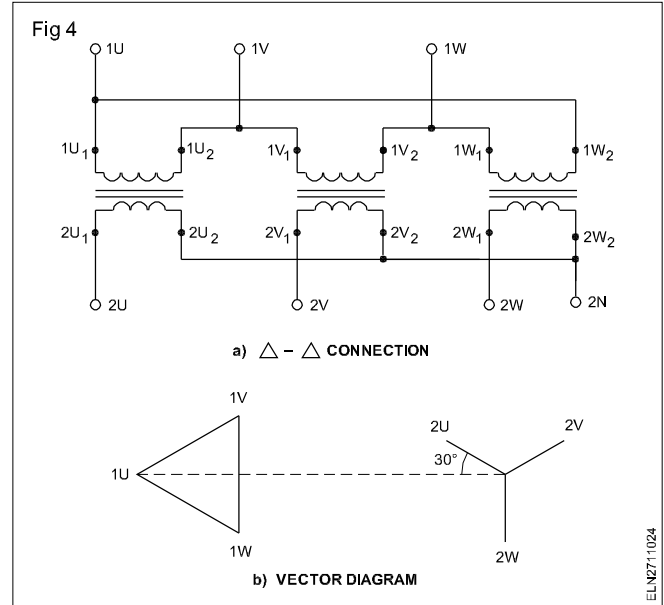 Fig 4
1U 1V 1W
1U₁ 1U₂ 1V₁ 1V₂ 1W₁ 1W₂
2U₁ 2U₂ 2V₁ 2V₂ 2W₁ 2W₂
2U 2V 2W 2N
a) △ – △ CONNECTION
1V
2U 2V
30°
1U
1W
2W
b) VECTOR DIAGRAM
ELN2711024